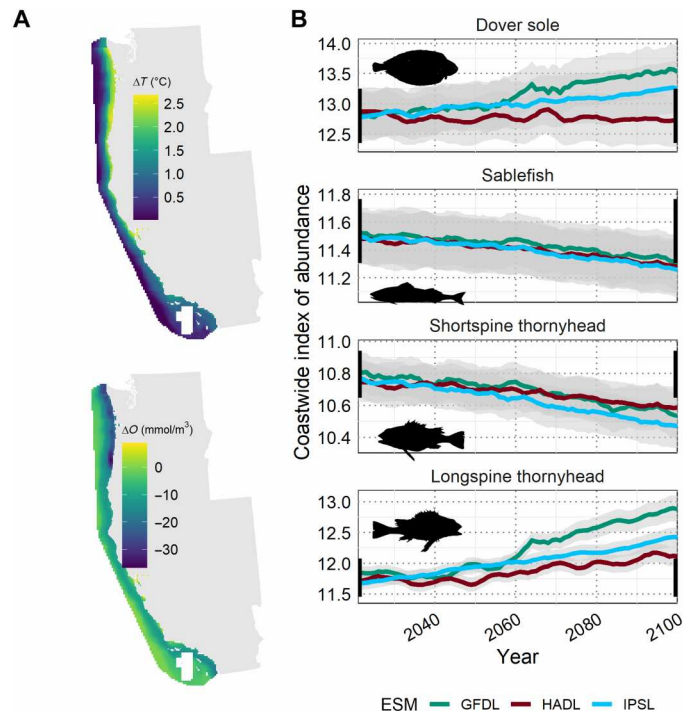 A
ΔT (°C)
2.5
2.0
1.5
1.0
0.5
ΔO (mmol/m³)
0
−10
−20
−30
B
Coastwide index of abundance
Dover sole
14.0
13.5
13.0
12.5
Sablefish
11.8
11.6
11.4
11.2
Shortspine thornyhead
11.0
10.8
10.6
10.4
Longspine thornyhead
13.0
12.5
12.0
11.5
2040 2060 2080 2100
Year
ESM GFDL HADL IPSL